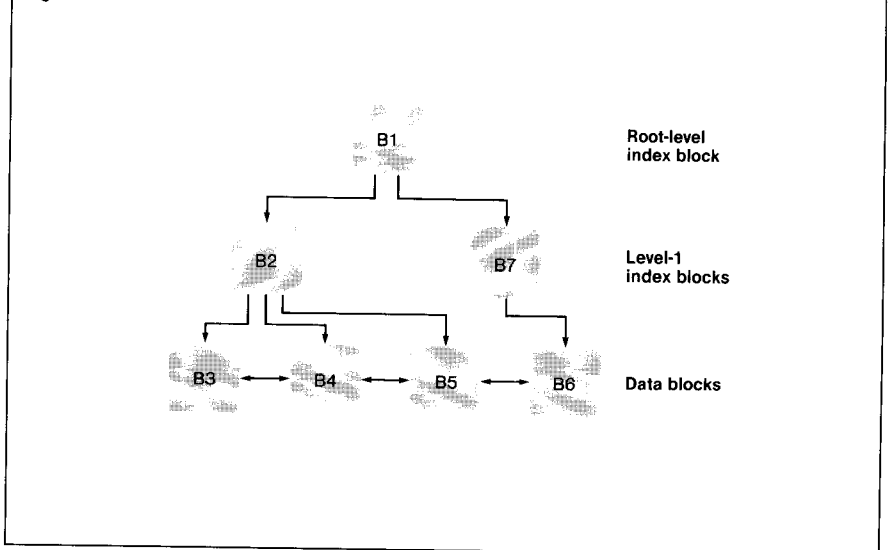 B1
Root-level
index block
B2
B7
Level-1
index blocks
B3
B4
B5
B6
Data blocks